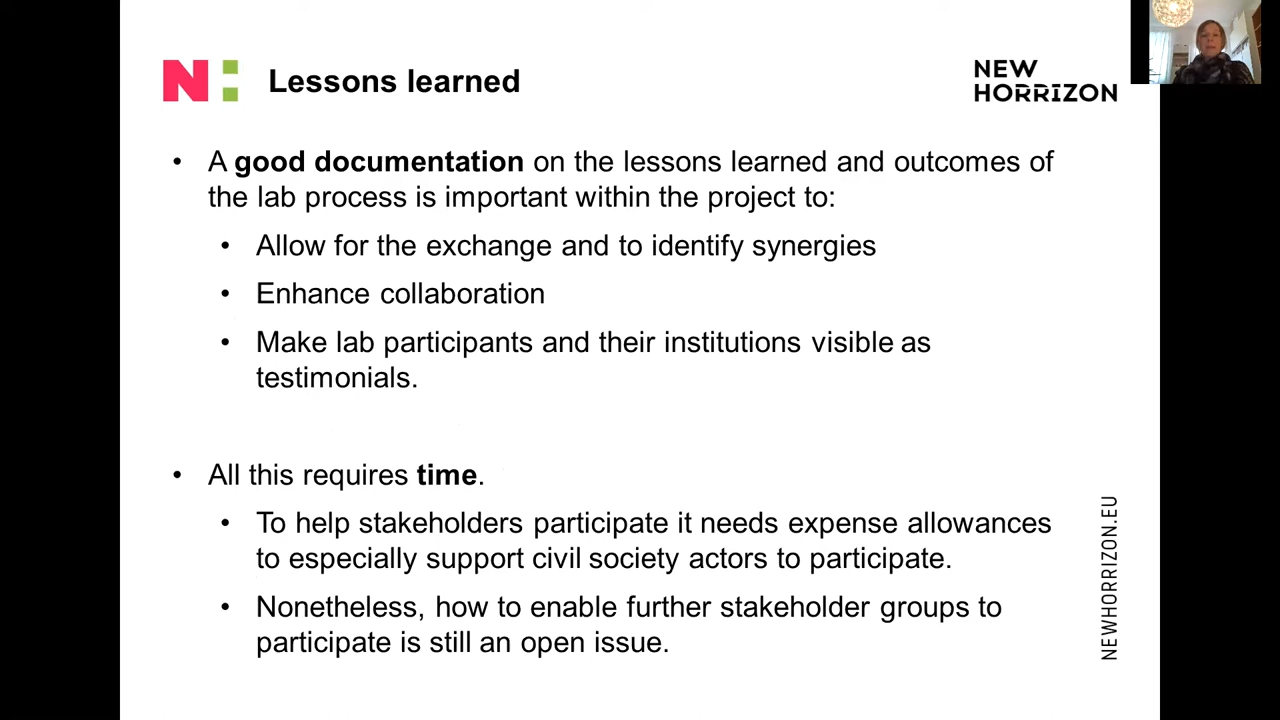 N:
Lessons learned
NEW
HORRIZON
• A good documentation on the lessons learned and outcomes of
the lab process is important within the project to:
• Allow for the exchange and to identify synergies
• Enhance collaboration
• Make lab participants and their institutions visible as
testimonials.
• All this requires time.
• To help stakeholders participate it needs expense allowances
to especially support civil society actors to participate.
• Nonetheless, how to enable further stakeholder groups to
participate is still an open issue.
NEWHORRIZON.EU